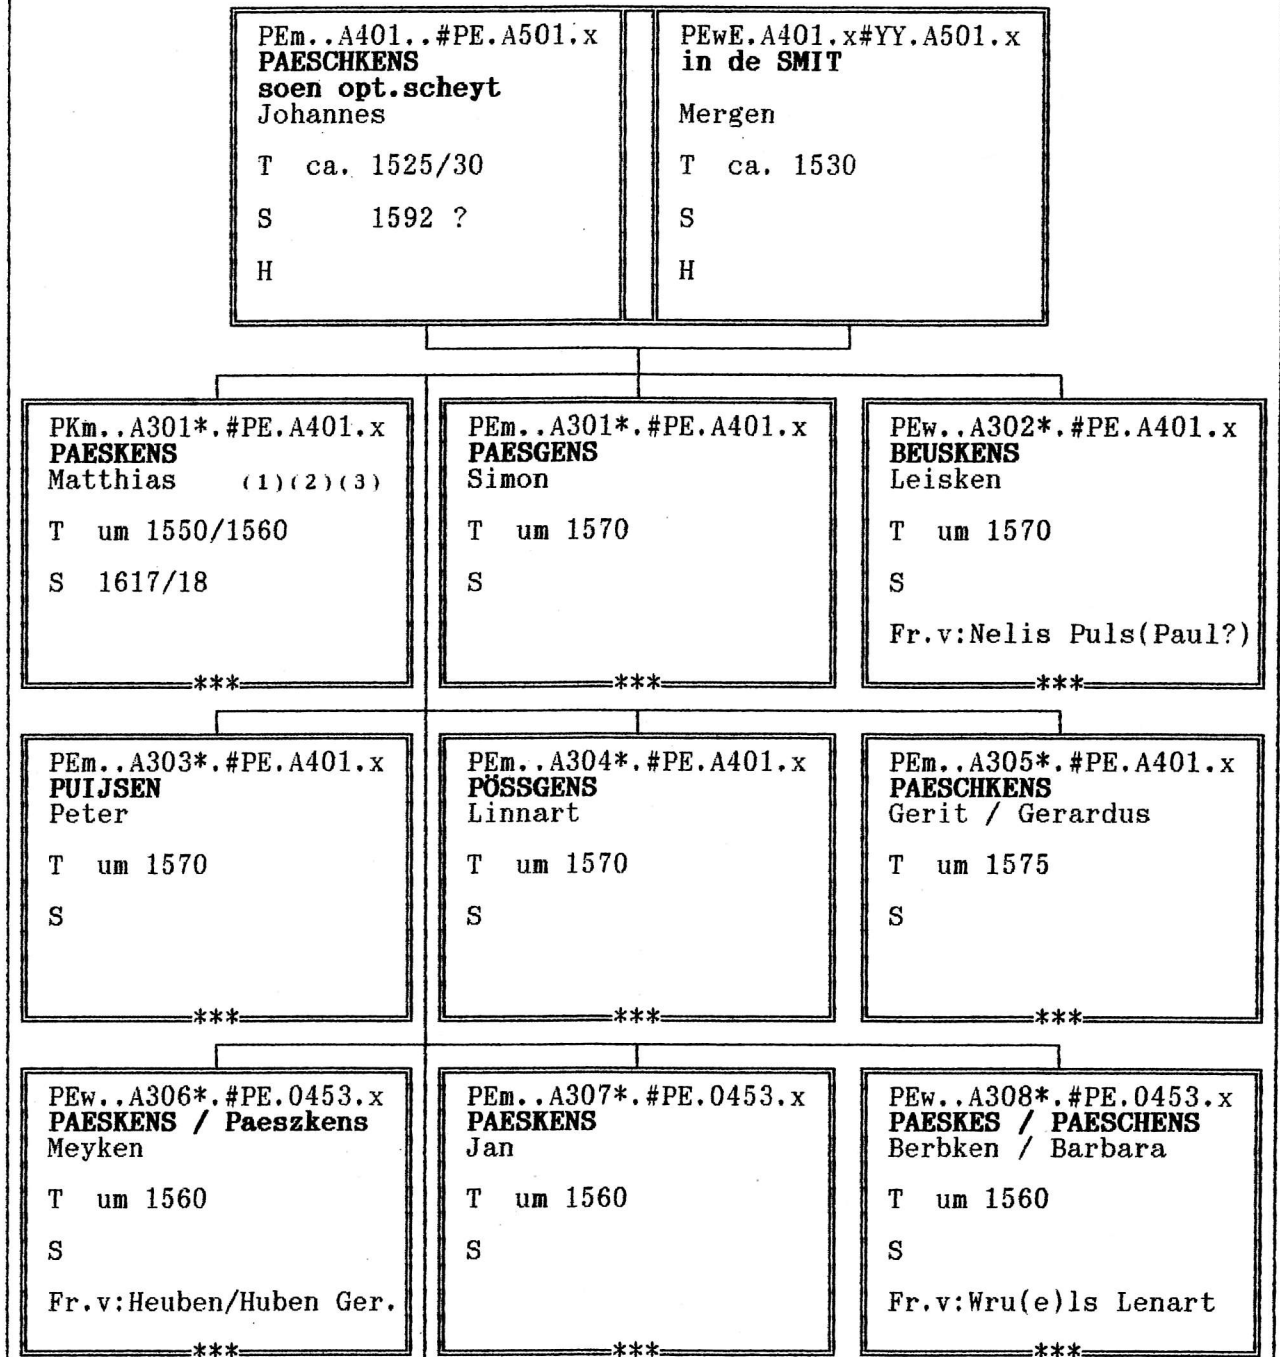 PEm..A401..#PE.A501.x
PAESCHKENS
soen opt.scheyt
Johannes
T ca. 1525/30
S 1592 ?
H
PEwE.A401.x#YY.A501.x
in de SMIT
Mergen
T ca. 1530
S
H
PKm..A301*.#PE.A401.x
PAESKENS
Matthias (1)(2)(3)
T um 1550/1560
S 1617/18
***
PEm..A301*.#PE.A401.x
PAESGENS
Simon
T um 1570
S
***
PEw..A302*.#PE.A401.x
BEUSKENS
Leisken
T um 1570
S
Fr.v:Nelis Puls(Paul?)
***
PEm..A303*.#PE.A401.x
PUIJSEN
Peter
T um 1570
S
***
PEm..A304*.#PE.A401.x
PÖSSGENS
Linnart
T um 1570
S
***
PEm..A305*.#PE.A401.x
PAESCHKENS
Gerit / Gerardus
T um 1575
S
***
PEw..A306*.#PE.0453.x
PAESKENS / Paeszkens
Meyken
T um 1560
S
Fr.v:Heuben/Huben Ger.
***
PEm..A307*.#PE.0453.x
PAESKENS
Jan
T um 1560
S
***
PEw..A308*.#PE.0453.x
PAESKES / PAESCHENS
Berbken / Barbara
T um 1560
S
Fr.v:Wru(e)ls Lenart
***